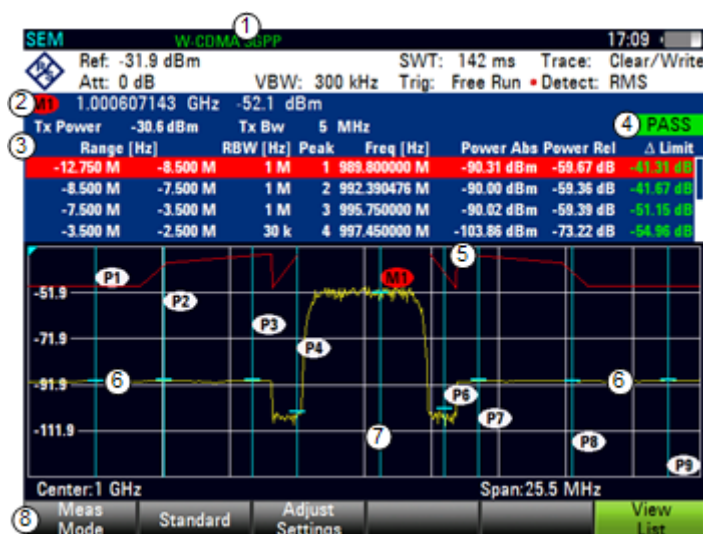 1
SEM W-CDMA 3GPP 17:09
Ref: -31.9 dBm SWT: 142 ms Trace: Clear/Write
Att: 0 dB VBW: 300 kHz Trig: Free Run Detect: RMS
2 M1 1.000607143 GHz -52.1 dBm
Tx Power -30.6 dBm Tx Bw 5 MHz 4 PASS
3 Range [Hz] RBW [Hz] Peak Freq [Hz] Power Abs Power Rel Δ Limit
-12.750 M -8.500 M 1 M 1 989.800000 M -90.31 dBm -59.67 dB -41.31 dB
-8.500 M -7.500 M 1 M 2 992.390476 M -90.00 dBm -59.36 dB -41.67 dB
-7.500 M -3.500 M 1 M 3 995.750000 M -90.02 dBm -59.39 dB -51.15 dB
-3.500 M -2.500 M 30 k 4 997.450000 M -103.86 dBm -73.22 dB -54.96 dB
5
P1 M1
-51.9 P2
P3
-71.9 P4
-91.9 6 6
P6
P7
-111.9 7 P8
P9
Center:1 GHz Span:25.5 MHz
8 Meas Mode Standard Adjust Settings View List